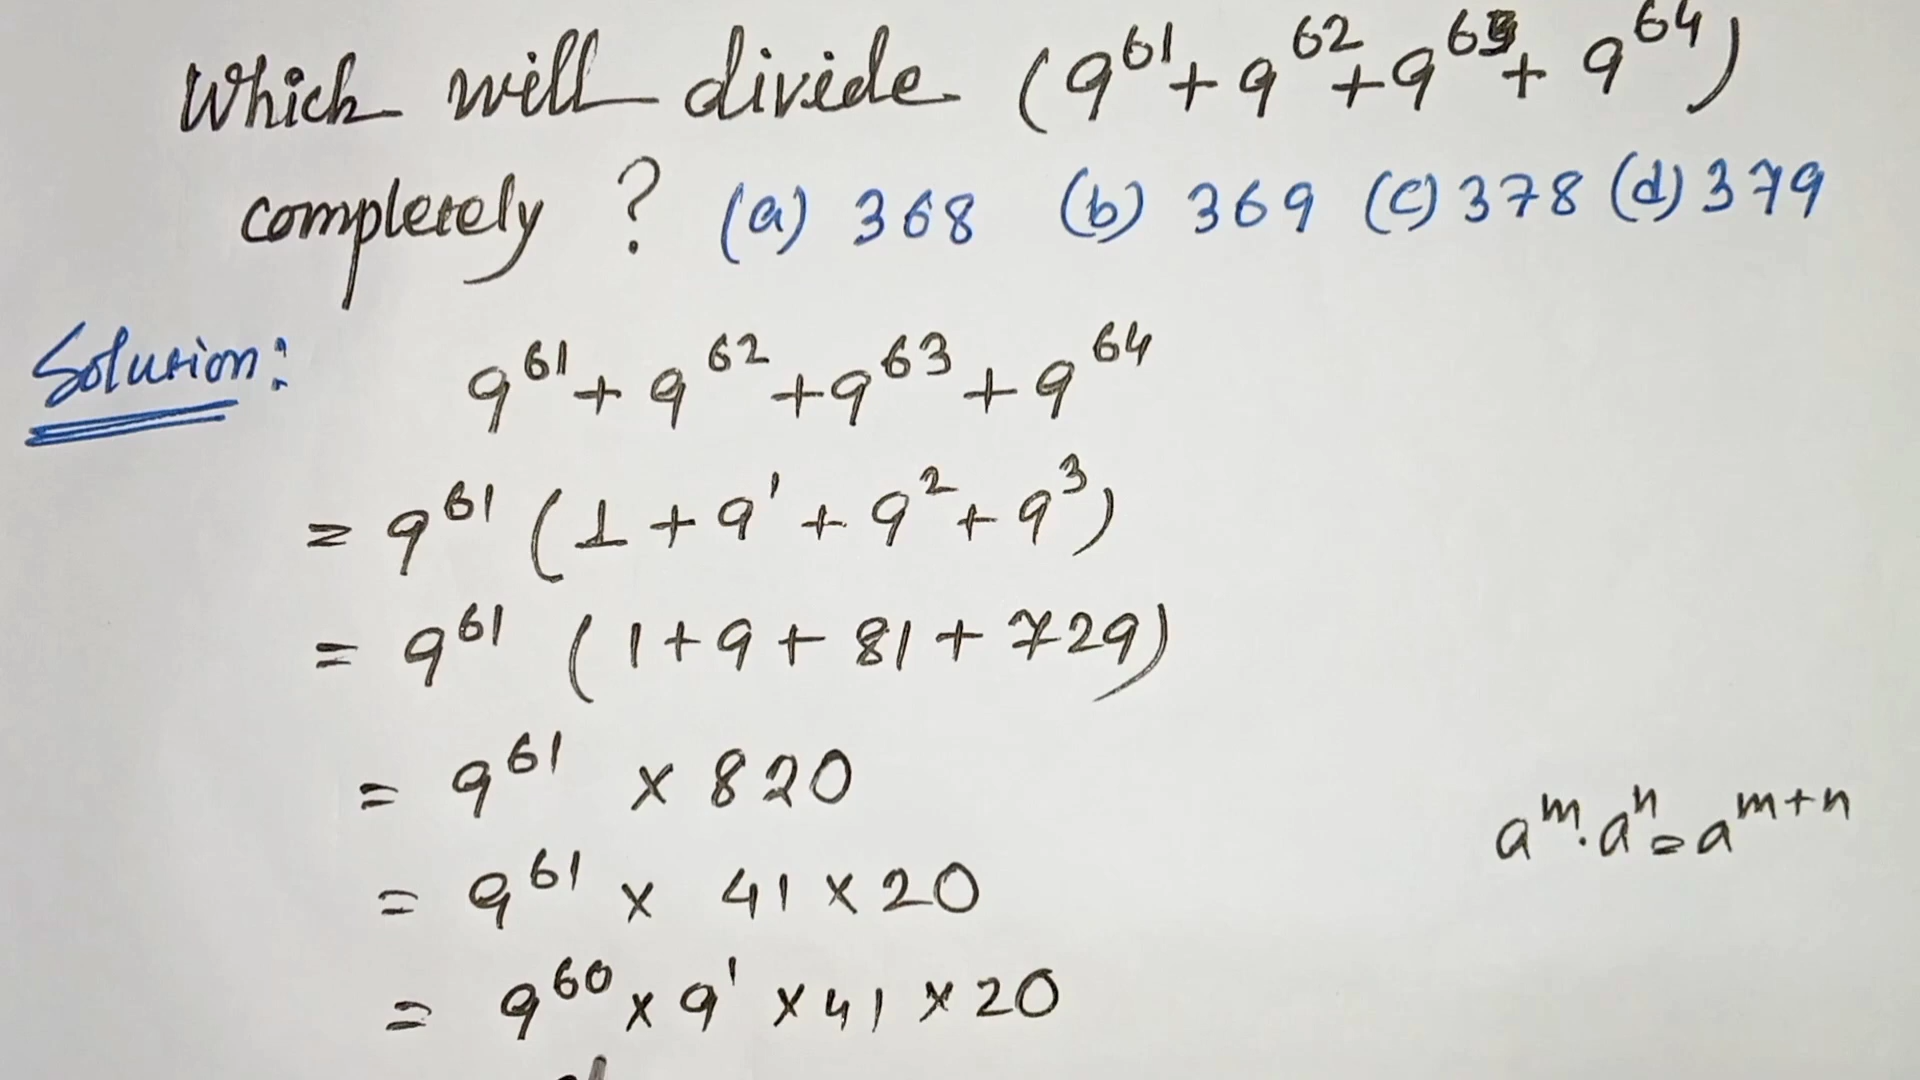 Which will divide (9^61 + 9^62 + 9^63 + 9^64)
completely ? (a) 368 (b) 369 (c) 378 (d) 379
Solution:
9^61 + 9^62 + 9^63 + 9^64
= 9^61 (1 + 9^1 + 9^2 + 9^3)
= 9^61 (1 + 9 + 81 + 729)
= 9^61 × 820
a^m . a^n = a^m+n
= 9^61 × 41 × 20
= 9^60 × 9^1 × 41 × 20